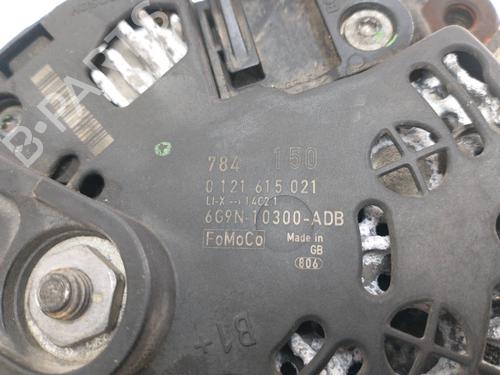 B-PARTS
784 150
0 121 615 021
LI-X --› 14021
6G9N-10300-ADB
FoMoCo Made in
GB
806
B1+